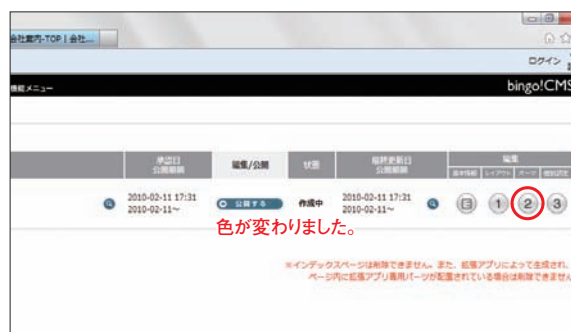 会社案内-TOP | 会社...
ログイン
機能メニュー
bingo!CMS
承認日
公開期間
編集/公開
状態
最終更新日
公開期間
編集
基本情報
レイアウト
パーツ
個別設定
2010-02-11 17:31
2010-02-11~
公開する
作成中
2010-02-11 17:31
2010-02-11~
B
1
2
3
色が変わりました。
※インデックスページは削除できません。また、拡張アプリによって生成され、
ページ内に拡張アプリ専用パーツが配置されている場合は削除できません